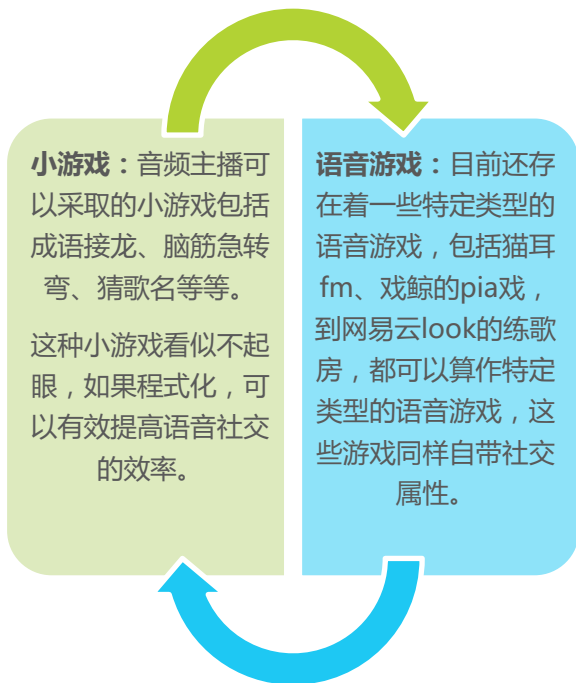 小游戏：音频主播可
以采取的小游戏包括
成语接龙、脑筋急转
弯、猜歌名等等。
这种小游戏看似不起
眼，如果程式化，可
以有效提高语音社交
的效率。
语音游戏：目前还存
在着一些特定类型的
语音游戏，包括猫耳
fm、戏鲸的pia戏，
到网易云look的练歌
房，都可以算作特定
类型的语音游戏，这
些游戏同样自带社交
属性。